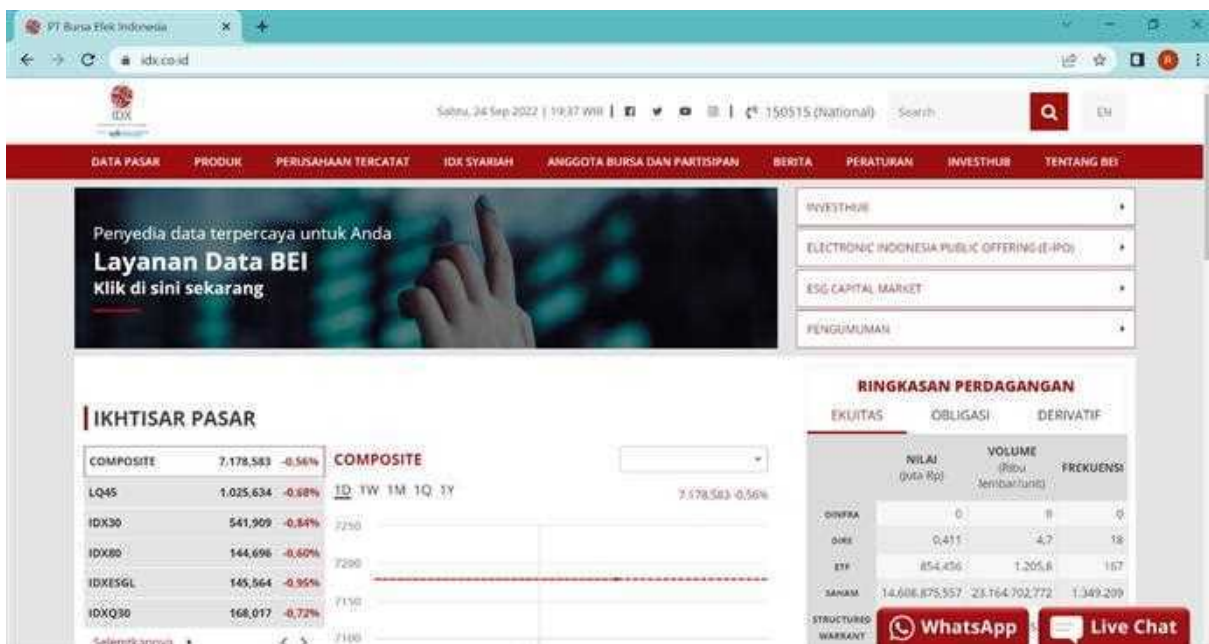 PT Bursa Efek Indonesia
idx.co.id
IDX
Sabtu, 24 Sep 2022 | 19:37 WIB
150515 (National)
Search
EN
DATA PASAR PRODUK PERUSAHAAN TERCATAT IDX SYARIAH ANGGOTA BURSA DAN PARTISIPAN BERITA PERATURAN INVESTHUB TENTANG BEI
Penyedia data terpercaya untuk Anda
Layanan Data BEI
Klik di sini sekarang
INVESTHUB
ELECTRONIC INDONESIA PUBLIC OFFERING (E-IPO)
ESG CAPITAL MARKET
PENGUMUMAN
IKHTISAR PASAR
COMPOSITE 7.178,583 -0,56%
LQ45 1.025,634 -0,68%
IDX30 541,909 -0,84%
IDX80 144,696 -0,60%
IDXESGL 145,564 -0,95%
IDXQ30 168,017 -0,72%
Selengkapnya
COMPOSITE
1D 1W 1M 1Q 1Y
7.178,583 -0,56%
7250
7200
7150
7100
RINGKASAN PERDAGANGAN
EKUITAS OBLIGASI DERIVATIF
NILAI (Juta Rp) VOLUME (Ribu lembar/unit) FREKUENSI
DINFRA 0 0 0
DIRE 0,411 4,7 18
ETF 854,456 1.205,8 167
SAHAM 14.608.875,557 23.164.702,772 1.349.209
STRUCTURED WARRANT
WhatsApp
Live Chat